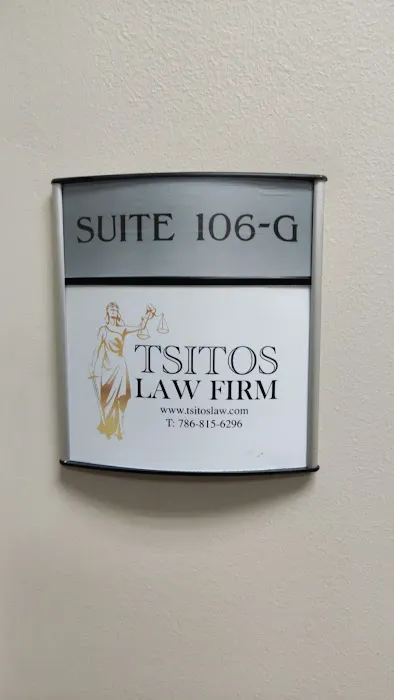 SUITE 106-G
TSITOS
LAW FIRM
www.tsitoslaw.com
T: 786-815-6296